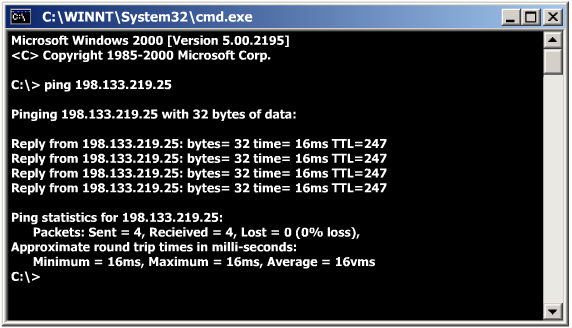 C:\WINNT\System32\cmd.exe
Microsoft Windows 2000 [Version 5.00.2195]
<C> Copyright 1985-2000 Microsoft Corp.
C:\> ping 198.133.219.25
Pinging 198.133.219.25 with 32 bytes of data:
Reply from 198.133.219.25: bytes= 32 time= 16ms TTL=247
Reply from 198.133.219.25: bytes= 32 time= 16ms TTL=247
Reply from 198.133.219.25: bytes= 32 time= 16ms TTL=247
Reply from 198.133.219.25: bytes= 32 time= 16ms TTL=247
Ping statistics for 198.133.219.25:
Packets: Sent = 4, Recieived = 4, Lost = 0 (0% loss),
Approximate round trip times in milli-seconds:
Minimum = 16ms, Maximum = 16ms, Average = 16vms
C:\>